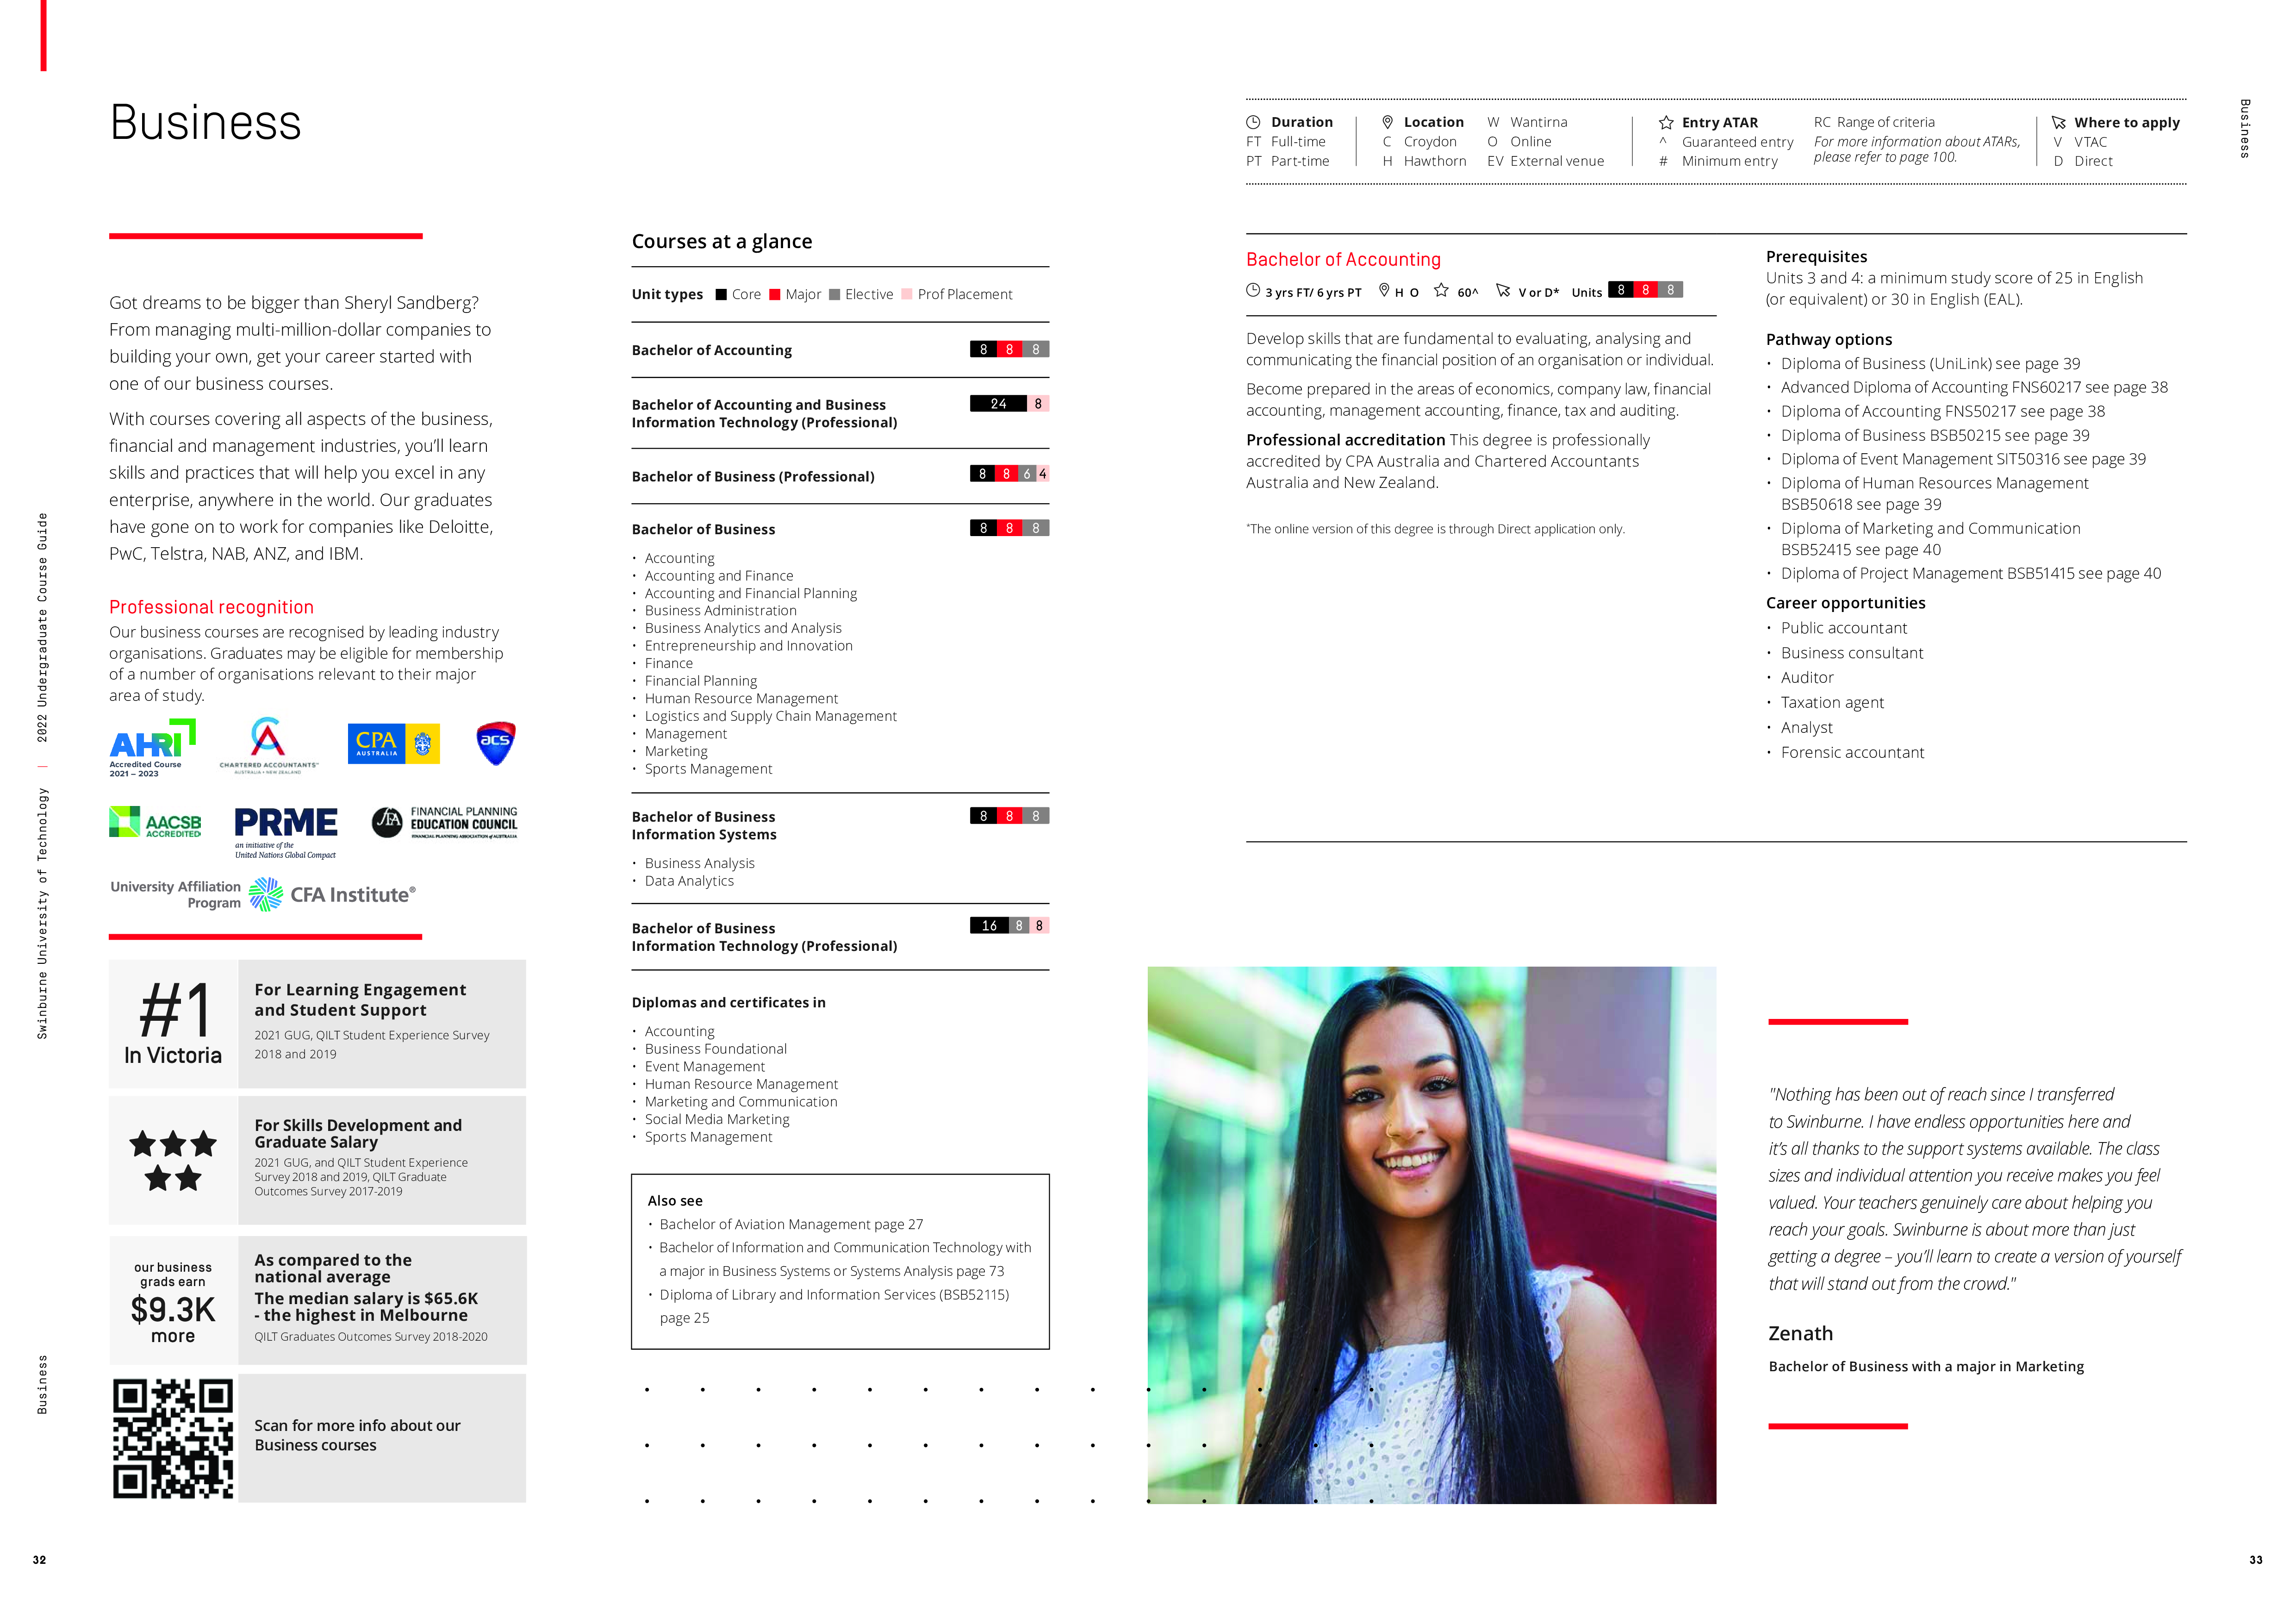 Business
Got dreams to be bigger than Sheryl Sandberg?
From managing multi-million-dollar companies to
building your own, get your career started with
one of our business courses.
With courses covering all aspects of the business,
financial and management industries, you'll learn
skills and practices that will help you excel in any
enterprise, anywhere in the world. Our graduates
have gone on to work for companies like Deloitte,
PwC, Telstra, NAB, ANZ, and IBM.
Professional recognition
Our business courses are recognised by leading industry
organisations. Graduates may be eligible for membership
of a number of organisations relevant to their major
area of study.
AHRI
Accredited Course
2021 – 2023
CHARTERED ACCOUNTANTS™
AUSTRALIA + NEW ZEALAND
CPA
AUSTRALIA
acs
AACSB
ACCREDITED
PRME
an initiative of the
United Nations Global Compact
FINANCIAL PLANNING
EDUCATION COUNCIL
FINANCIAL PLANNING ASSOCIATION of AUSTRALIA
University Affiliation
Program
CFA Institute®
#1
In Victoria
For Learning Engagement
and Student Support
2021 GUG, QILT Student Experience Survey
2018 and 2019
For Skills Development and
Graduate Salary
2021 GUG, and QILT Student Experience
Survey 2018 and 2019, QILT Graduate
Outcomes Survey 2017-2019
our business
grads earn
$9.3K
more
As compared to the
national average
The median salary is $65.6K
- the highest in Melbourne
QILT Graduates Outcomes Survey 2018-2020
Scan for more info about our
Business courses
Courses at a glance
Unit types Core Major Elective Prof Placement
Bachelor of Accounting 8 8 8
Bachelor of Accounting and Business 24 8
Information Technology (Professional)
Bachelor of Business (Professional) 8 8 6 4
Bachelor of Business 8 8 8
• Accounting
• Accounting and Finance
• Accounting and Financial Planning
• Business Administration
• Business Analytics and Analysis
• Entrepreneurship and Innovation
• Finance
• Financial Planning
• Human Resource Management
• Logistics and Supply Chain Management
• Management
• Marketing
• Sports Management
Bachelor of Business 8 8 8
Information Systems
• Business Analysis
• Data Analytics
Bachelor of Business 16 8 8
Information Technology (Professional)
Diplomas and certificates in
• Accounting
• Business Foundational
• Event Management
• Human Resource Management
• Marketing and Communication
• Social Media Marketing
• Sports Management
Also see
• Bachelor of Aviation Management page 27
• Bachelor of Information and Communication Technology with
a major in Business Systems or Systems Analysis page 73
• Diploma of Library and Information Services (BSB52115)
page 25
Swinburne University of Technology | 2022 Undergraduate Course Guide
Business
32
Duration
FT Full-time
PT Part-time
Location
C Croydon
H Hawthorn
W Wantirna
O Online
EV External venue
Entry ATAR
^ Guaranteed entry
# Minimum entry
RC Range of criteria
For more information about ATARs,
please refer to page 100.
Where to apply
V VTAC
D Direct
Business
Bachelor of Accounting
3 yrs FT/ 6 yrs PT H O 60^ V or D* Units 8 8 8
Develop skills that are fundamental to evaluating, analysing and
communicating the financial position of an organisation or individual.
Become prepared in the areas of economics, company law, financial
accounting, management accounting, finance, tax and auditing.
Professional accreditation This degree is professionally
accredited by CPA Australia and Chartered Accountants
Australia and New Zealand.
*The online version of this degree is through Direct application only.
Prerequisites
Units 3 and 4: a minimum study score of 25 in English
(or equivalent) or 30 in English (EAL).
Pathway options
• Diploma of Business (UniLink) see page 39
• Advanced Diploma of Accounting FNS60217 see page 38
• Diploma of Accounting FNS50217 see page 38
• Diploma of Business BSB50215 see page 39
• Diploma of Event Management SIT50316 see page 39
• Diploma of Human Resources Management
BSB50618 see page 39
• Diploma of Marketing and Communication
BSB52415 see page 40
• Diploma of Project Management BSB51415 see page 40
Career opportunities
• Public accountant
• Business consultant
• Auditor
• Taxation agent
• Analyst
• Forensic accountant
"Nothing has been out of reach since I transferred
to Swinburne. I have endless opportunities here and
it's all thanks to the support systems available. The class
sizes and individual attention you receive makes you feel
valued. Your teachers genuinely care about helping you
reach your goals. Swinburne is about more than just
getting a degree – you'll learn to create a version of yourself
that will stand out from the crowd."
Zenath
Bachelor of Business with a major in Marketing
33